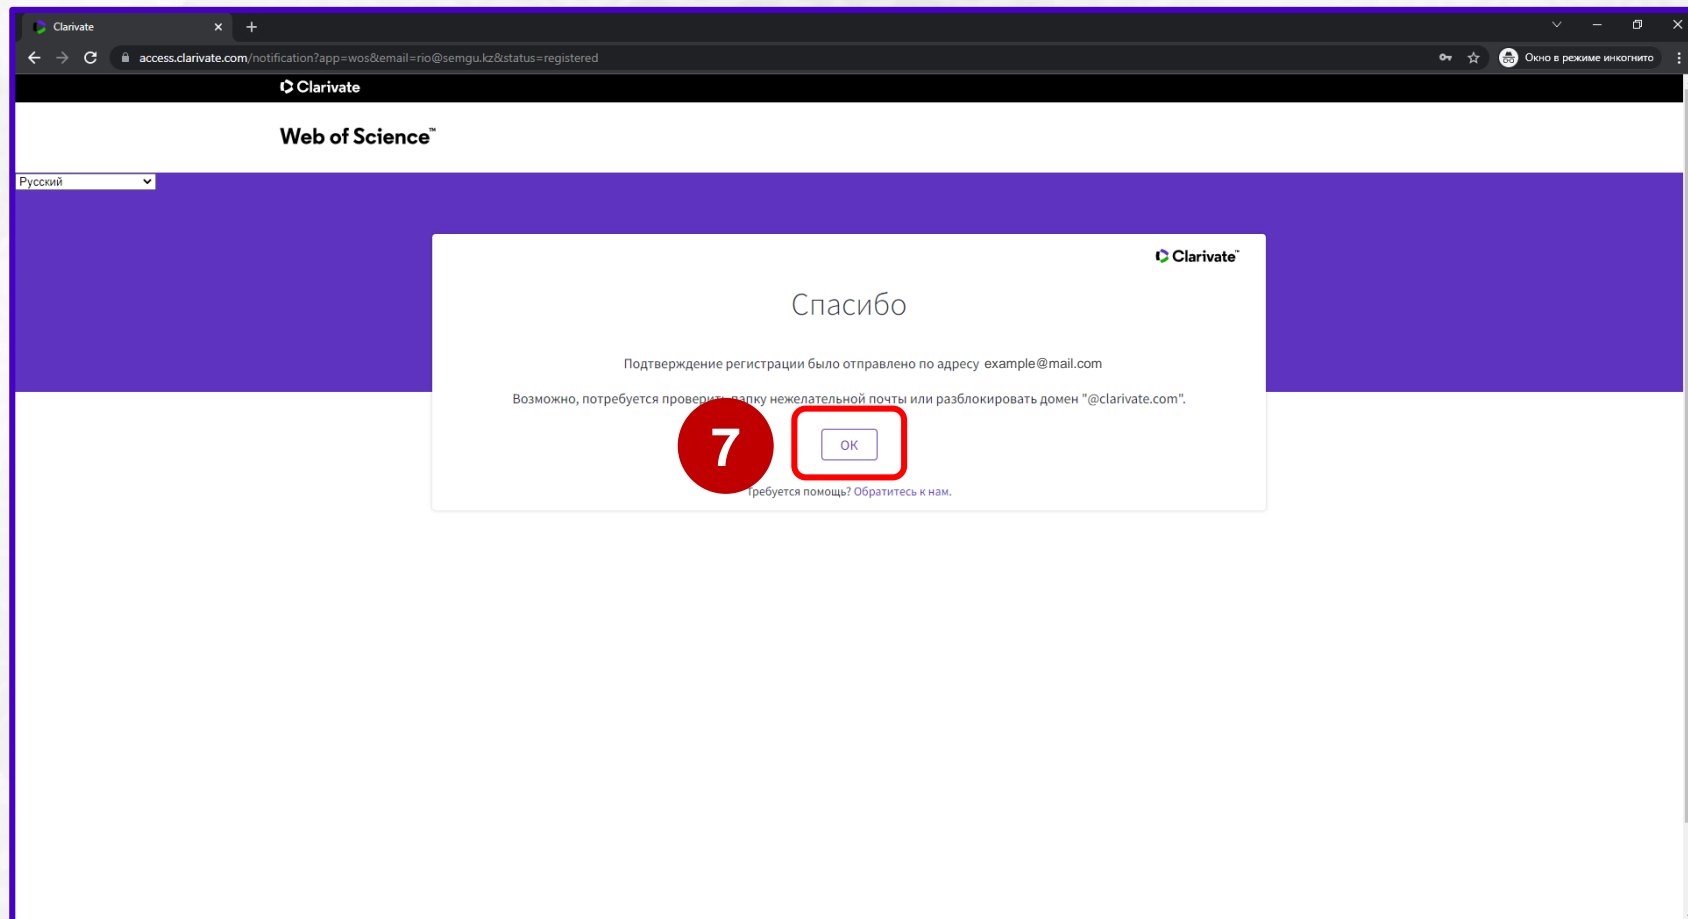 Clarivate
access.clarivate.com/notification?app=wos&email=rio@semgu.kz&status=registered
Окно в режиме инкогнито
Clarivate
Web of Science™
Русский
Clarivate™
Спасибо
Подтверждение регистрации было отправлено по адресу example@mail.com
Возможно, потребуется проверить папку нежелательной почты или разблокировать домен "@clarivate.com".
7
ОК
Требуется помощь? Обратитесь к нам.